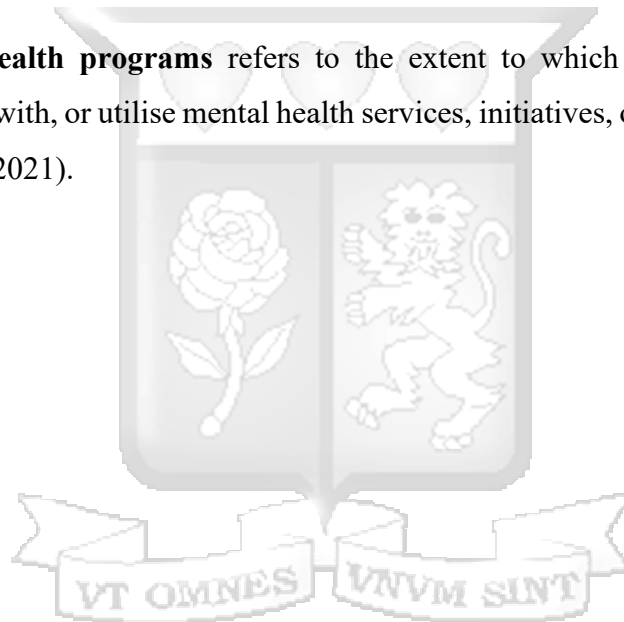 ealth programs refers to the extent to which
with, or utilise mental health services, initiatives, o
2021).
VT OMNES VNVM SINT